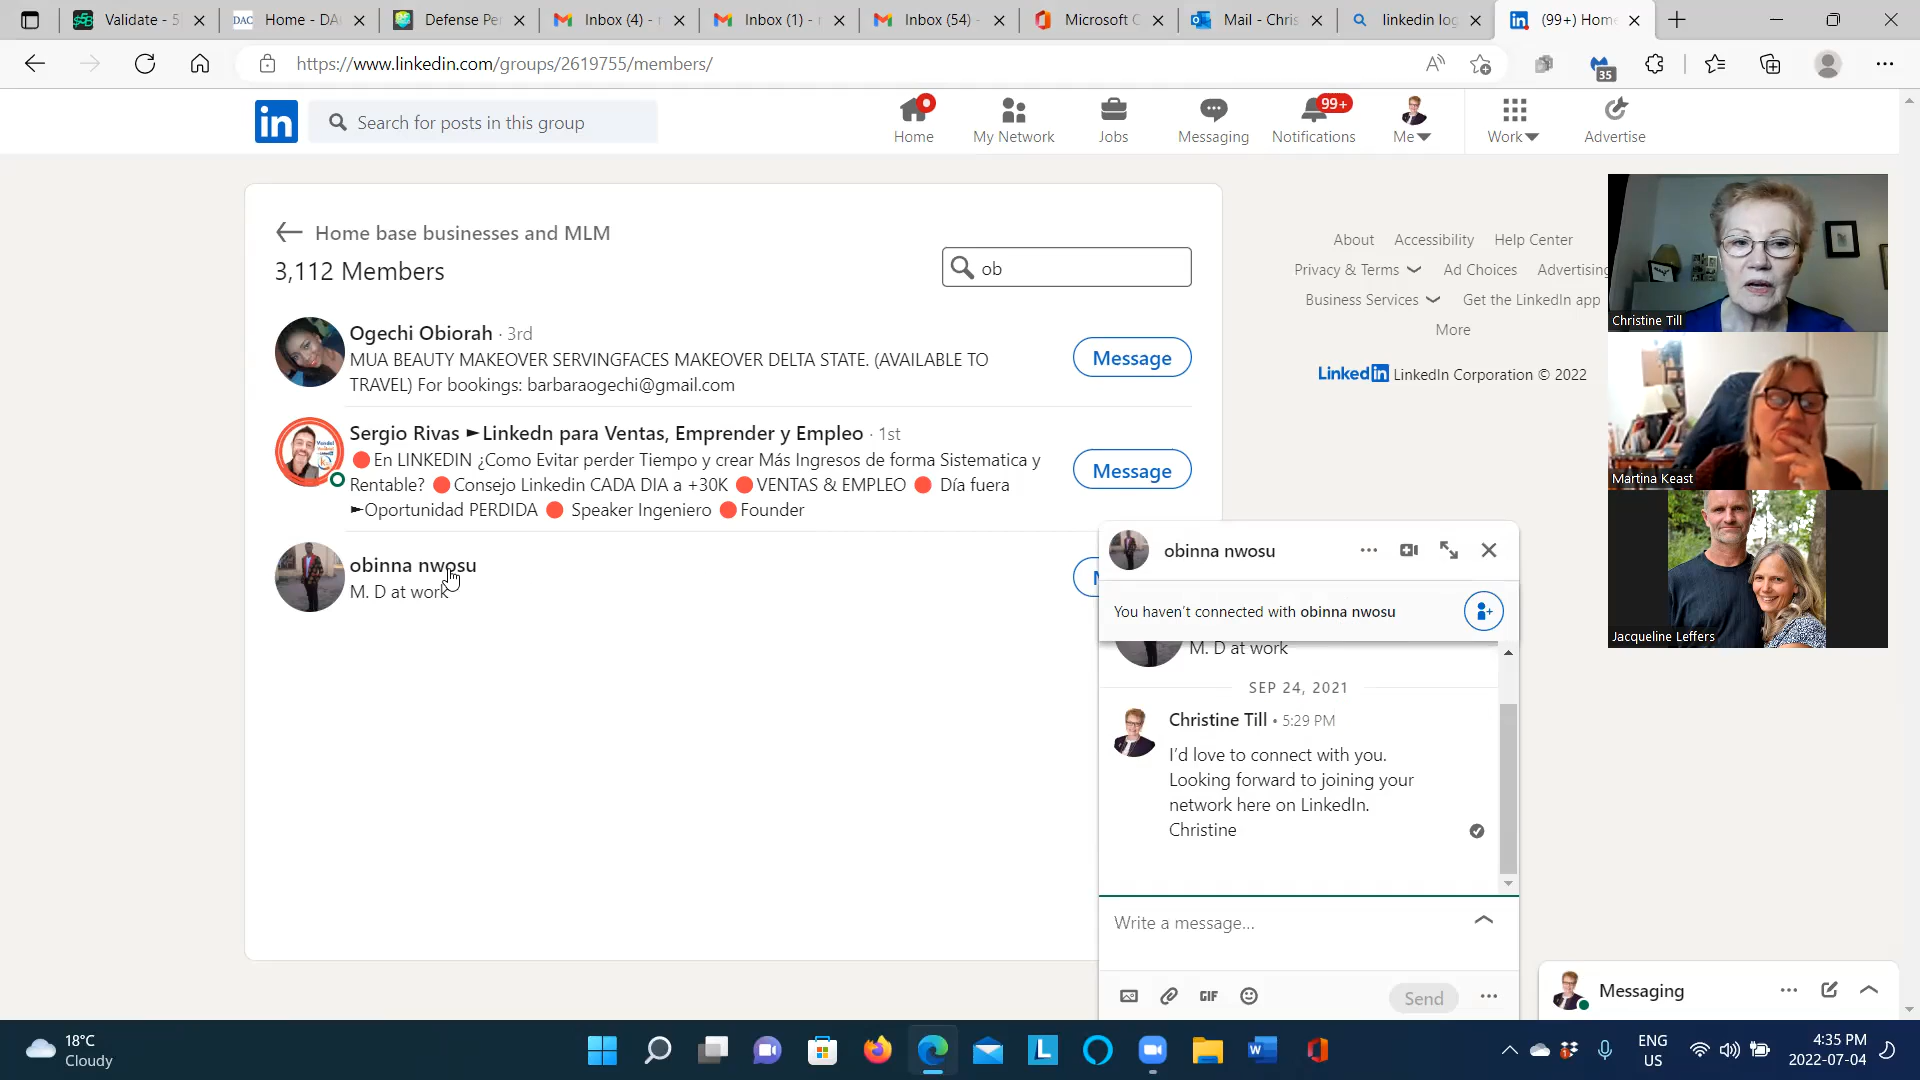 Validate - 5
Home - DA
Defense Pe
Inbox (4) -
Inbox (1) -
Inbox (54) -
Microsoft
Mail - Chris
linkedin log
(99+) Home
https://www.linkedin.com/groups/2619755/members/
35
in
Search for posts in this group
Home
My Network
Jobs
Messaging
99+
Notifications
Me
Work
Advertise
Home base businesses and MLM
3,112 Members
ob
Ogechi Obiorah · 3rd
MUA BEAUTY MAKEOVER SERVINGFACES MAKEOVER DELTA STATE. (AVAILABLE TO
TRAVEL) For bookings: barbaraogechi@gmail.com
Message
Sergio Rivas ►Linkedn para Ventas, Emprender y Empleo · 1st
🔴En LINKEDIN ¿Como Evitar perder Tiempo y crear Más Ingresos de forma Sistematica y
Rentable? 🔴Consejo Linkedin CADA DIA a +30K 🔴VENTAS & EMPLEO 🔴 Día fuera
►Oportunidad PERDIDA 🔴 Speaker Ingeniero 🔴Founder
Message
obinna nwosu
M. D at work
About Accessibility Help Center
Privacy & Terms Ad Choices Advertising
Business Services Get the LinkedIn app
More
LinkedIn LinkedIn Corporation © 2022
Christine Till
Martina Keast
Jacqueline Leffers
obinna nwosu
You haven't connected with obinna nwosu
M. D at work
SEP 24, 2021
Christine Till • 5:29 PM
I'd love to connect with you.
Looking forward to joining your
network here on LinkedIn.
Christine
Write a message...
GIF
Send
Messaging
18°C
Cloudy
ENG
US
4:35 PM
2022-07-04